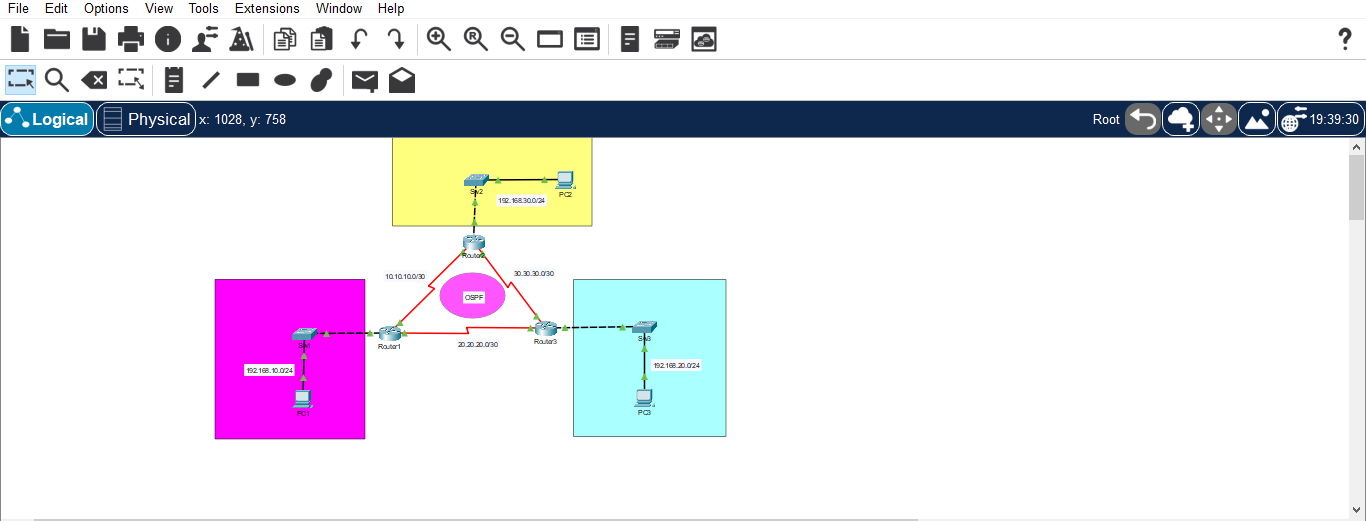 File Edit Options View Tools Extensions Window Help
Logical Physical x: 1028, y: 758 Root 19:39:30
Sw2
PC2
192.168.30.0/24
Router2
10.10.10.0/30
30.30.30.0/30
OSPF
Sw1
Router1
Router3
Sw3
20.20.20.0/30
192.168.10.0/24
192.168.20.0/24
PC1
PC3